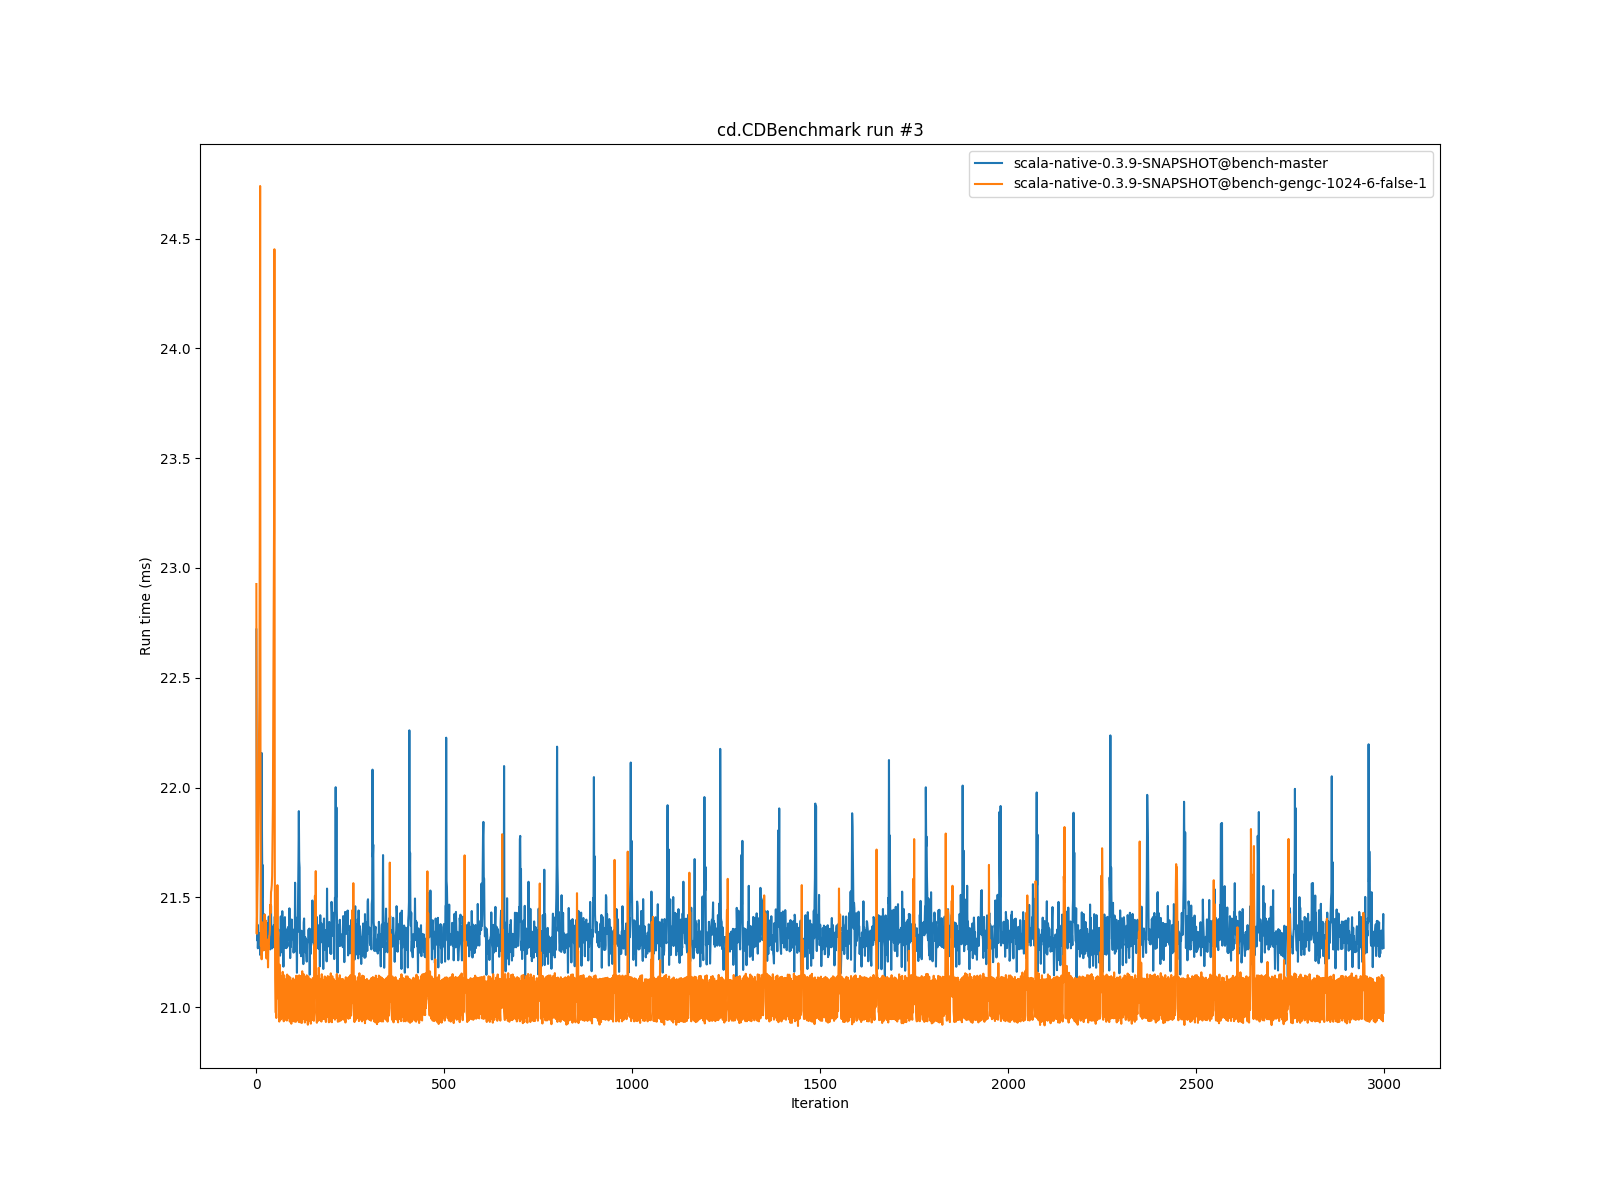 cd.CDBenchmark run #3
scala-native-0.3.9-SNAPSHOT@bench-master
scala-native-0.3.9-SNAPSHOT@bench-gengc-1024-6-false-1
Run time (ms)
24.5
24.0
23.5
23.0
22.5
22.0
21.5
21.0
0 500 1000 1500 2000 2500 3000
Iteration